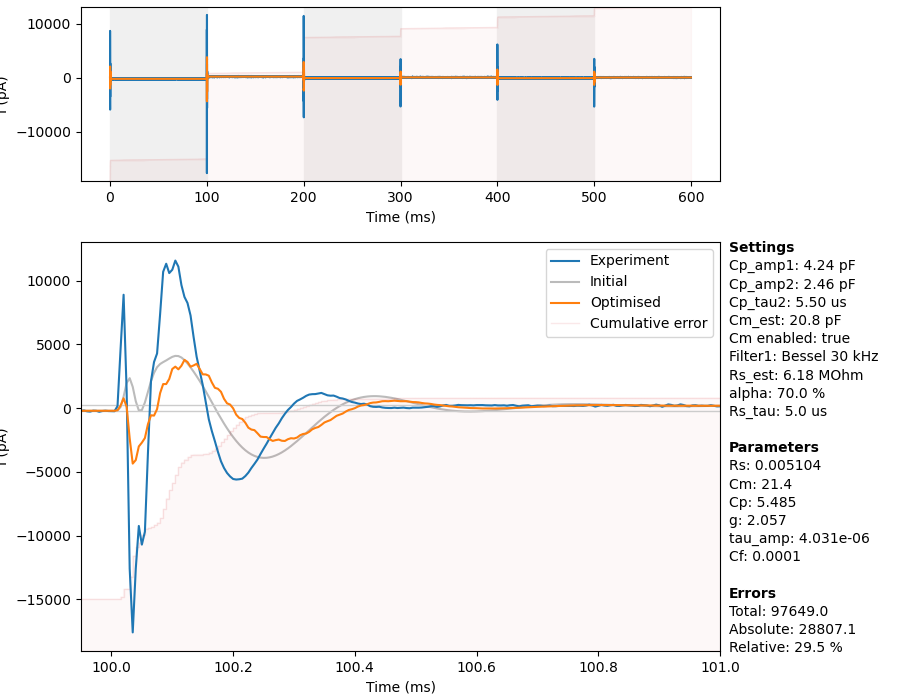 10000
0
−10000
I (pA)
0 100 200 300 400 500 600
Time (ms)
10000
5000
0
−5000
−10000
−15000
I (pA)
100.0 100.2 100.4 100.6 100.8 101.0
Time (ms)
Experiment
Initial
Optimised
Cumulative error
Settings
Cp_amp1: 4.24 pF
Cp_amp2: 2.46 pF
Cp_tau2: 5.50 us
Cm_est: 20.8 pF
Cm enabled: true
Filter1: Bessel 30 kHz
Rs_est: 6.18 MOhm
alpha: 70.0 %
Rs_tau: 5.0 us
Parameters
Rs: 0.005104
Cm: 21.4
Cp: 5.485
g: 2.057
tau_amp: 4.031e-06
Cf: 0.0001
Errors
Total: 97649.0
Absolute: 28807.1
Relative: 29.5 %